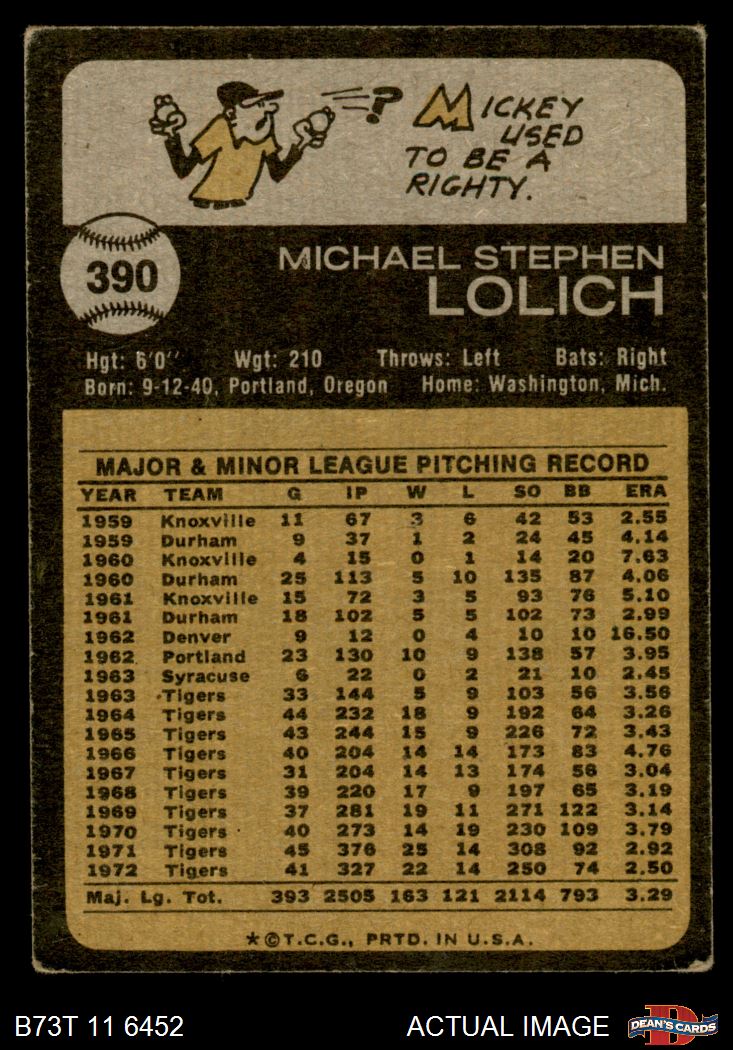 ?
MICKEY
USED
TO BE A
RIGHTY.
390
MICHAEL STEPHEN
LOLICH
Hgt: 6'0" Wgt: 210 Throws: Left Bats: Right
Born: 9-12-40, Portland, Oregon Home: Washington, Mich.
MAJOR & MINOR LEAGUE PITCHING RECORD
YEAR TEAM G IP W L SO BB ERA
1959 Knoxville 11 67 3 6 42 53 2.55
1959 Durham 9 37 1 2 24 45 4.14
1960 Knoxville 4 15 0 1 14 20 7.63
1960 Durham 25 113 5 10 135 87 4.06
1961 Knoxville 15 72 3 5 93 76 5.10
1961 Durham 18 102 5 5 102 73 2.99
1962 Denver 9 12 0 4 10 10 16.50
1962 Portland 23 130 10 9 138 57 3.95
1963 Syracuse 6 22 0 2 21 10 2.45
1963 Tigers 33 144 5 9 103 56 3.56
1964 Tigers 44 232 18 9 192 64 3.26
1965 Tigers 43 244 15 9 226 72 3.43
1966 Tigers 40 204 14 14 173 83 4.76
1967 Tigers 31 204 14 13 174 56 3.04
1968 Tigers 39 220 17 9 197 65 3.19
1969 Tigers 37 281 19 11 271 122 3.14
1970 Tigers 40 273 14 19 230 109 3.79
1971 Tigers 45 376 25 14 308 92 2.92
1972 Tigers 41 327 22 14 250 74 2.50
Maj. Lg. Tot. 393 2505 163 121 2114 793 3.29
★©T.C.G., PRTD. IN U.S.A.
B73T 11 6452 ACTUAL IMAGE D DEAN'S CARDS